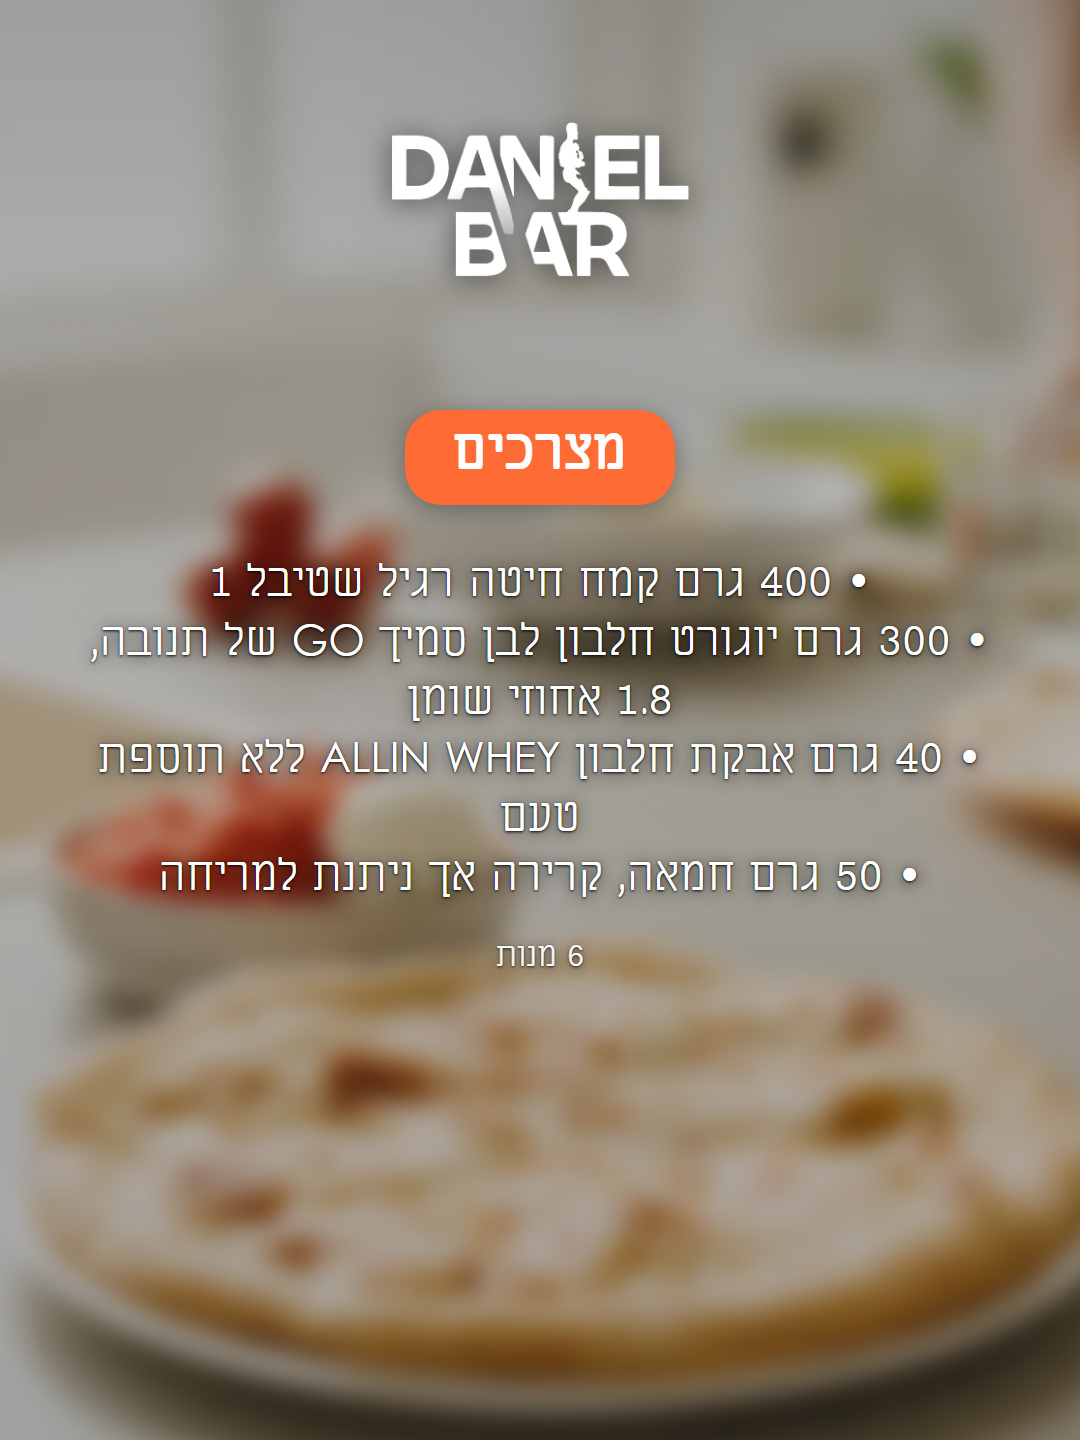 DANIEL
BAR
מצרכים
• 400 גרם קמח חיטה רגיל שטיבל 1
• 300 גרם יוגורט חלבון לבן סמיך GO של תנובה,
1.8 אחוזי שומן
• 40 גרם אבקת חלבון ALLIN WHEY ללא תוספת
טעם
• 50 גרם חמאה, קרירה אך ניתנת למריחה
6 מנות